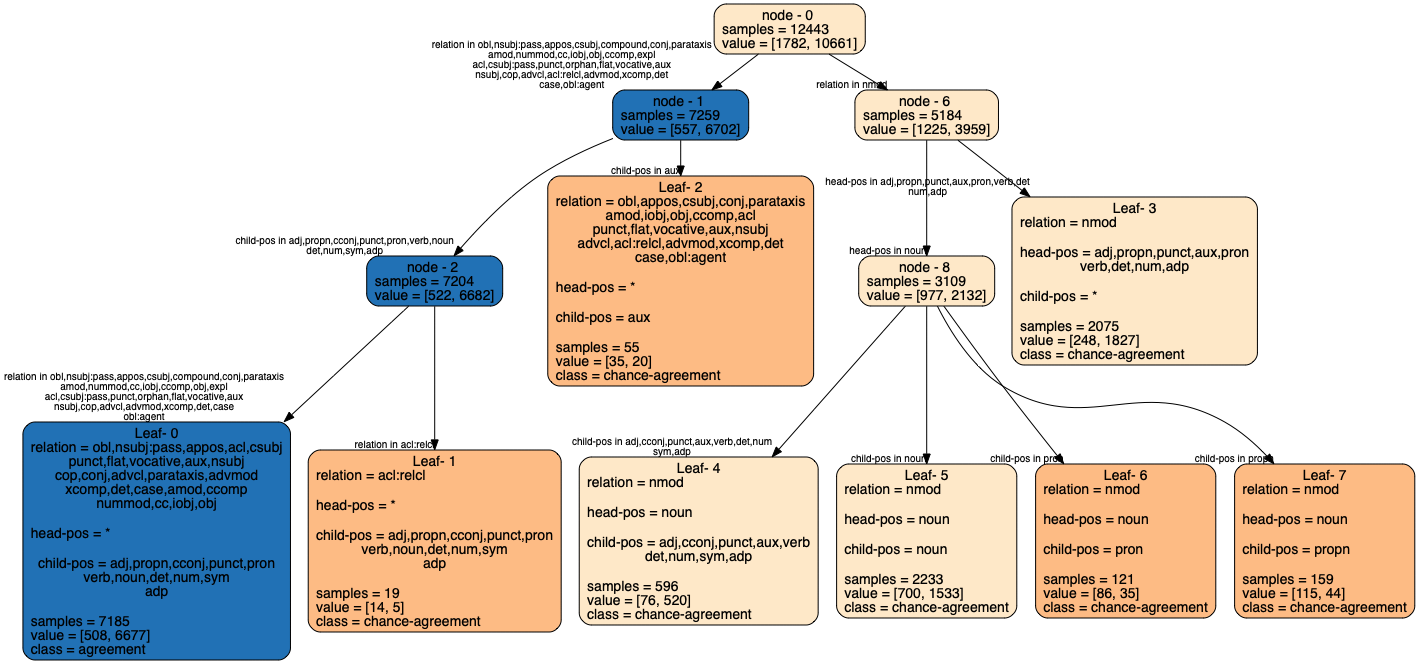 node - 0
samples = 12443
value = [1782, 10661]
relation in obl,nsubj:pass,appos,csubj,compound,conj,parataxis
amod,nummod,cc,iobj,obj,ccomp,expl
acl,csubj:pass,punct,orphan,flat,vocative,aux
nsubj,cop,advcl,acl:relcl,advmod,xcomp,det
case,obl:agent
relation in nmod
node - 1
samples = 7259
value = [557, 6702]
node - 6
samples = 5184
value = [1225, 3959]
child-pos in aux
head-pos in adj,propn,punct,aux,pron,verb,det
num,adp
Leaf- 2
relation = obl,appos,csubj,conj,parataxis
amod,iobj,obj,ccomp,acl
punct,flat,vocative,aux,nsubj
advcl,acl:relcl,advmod,xcomp,det
case,obl:agent
head-pos = *
child-pos = aux
samples = 55
value = [35, 20]
class = chance-agreement
Leaf- 3
relation = nmod
head-pos = adj,propn,punct,aux,pron
verb,det,num,adp
child-pos = *
samples = 2075
value = [248, 1827]
class = chance-agreement
child-pos in adj,propn,cconj,punct,pron,verb,noun
det,num,sym,adp
head-pos in noun
node - 2
samples = 7204
value = [522, 6682]
node - 8
samples = 3109
value = [977, 2132]
relation in obl,nsubj:pass,appos,csubj,compound,conj,parataxis
amod,nummod,cc,iobj,ccomp,obj,expl
acl,csubj:pass,punct,orphan,flat,vocative,aux
nsubj,cop,advcl,advmod,xcomp,det,case
obl:agent
relation in acl:relcl
child-pos in adj,cconj,punct,aux,verb,det,num
sym,adp
child-pos in noun
child-pos in pron
child-pos in propn
Leaf- 0
relation = obl,nsubj:pass,appos,acl,csubj
punct,flat,vocative,aux,nsubj
cop,conj,advcl,parataxis,advmod
xcomp,det,case,amod,ccomp
nummod,cc,iobj,obj
head-pos = *
child-pos = adj,propn,cconj,punct,pron
verb,noun,det,num,sym
adp
samples = 7185
value = [508, 6677]
class = agreement
Leaf- 1
relation = acl:relcl
head-pos = *
child-pos = adj,propn,cconj,punct,pron
verb,noun,det,num,sym
adp
samples = 19
value = [14, 5]
class = chance-agreement
Leaf- 4
relation = nmod
head-pos = noun
child-pos = adj,cconj,punct,aux,verb
det,num,sym,adp
samples = 596
value = [76, 520]
class = chance-agreement
Leaf- 5
relation = nmod
head-pos = noun
child-pos = noun
samples = 2233
value = [700, 1533]
class = chance-agreement
Leaf- 6
relation = nmod
head-pos = noun
child-pos = pron
samples = 121
value = [86, 35]
class = chance-agreement
Leaf- 7
relation = nmod
head-pos = noun
child-pos = propn
samples = 159
value = [115, 44]
class = chance-agreement